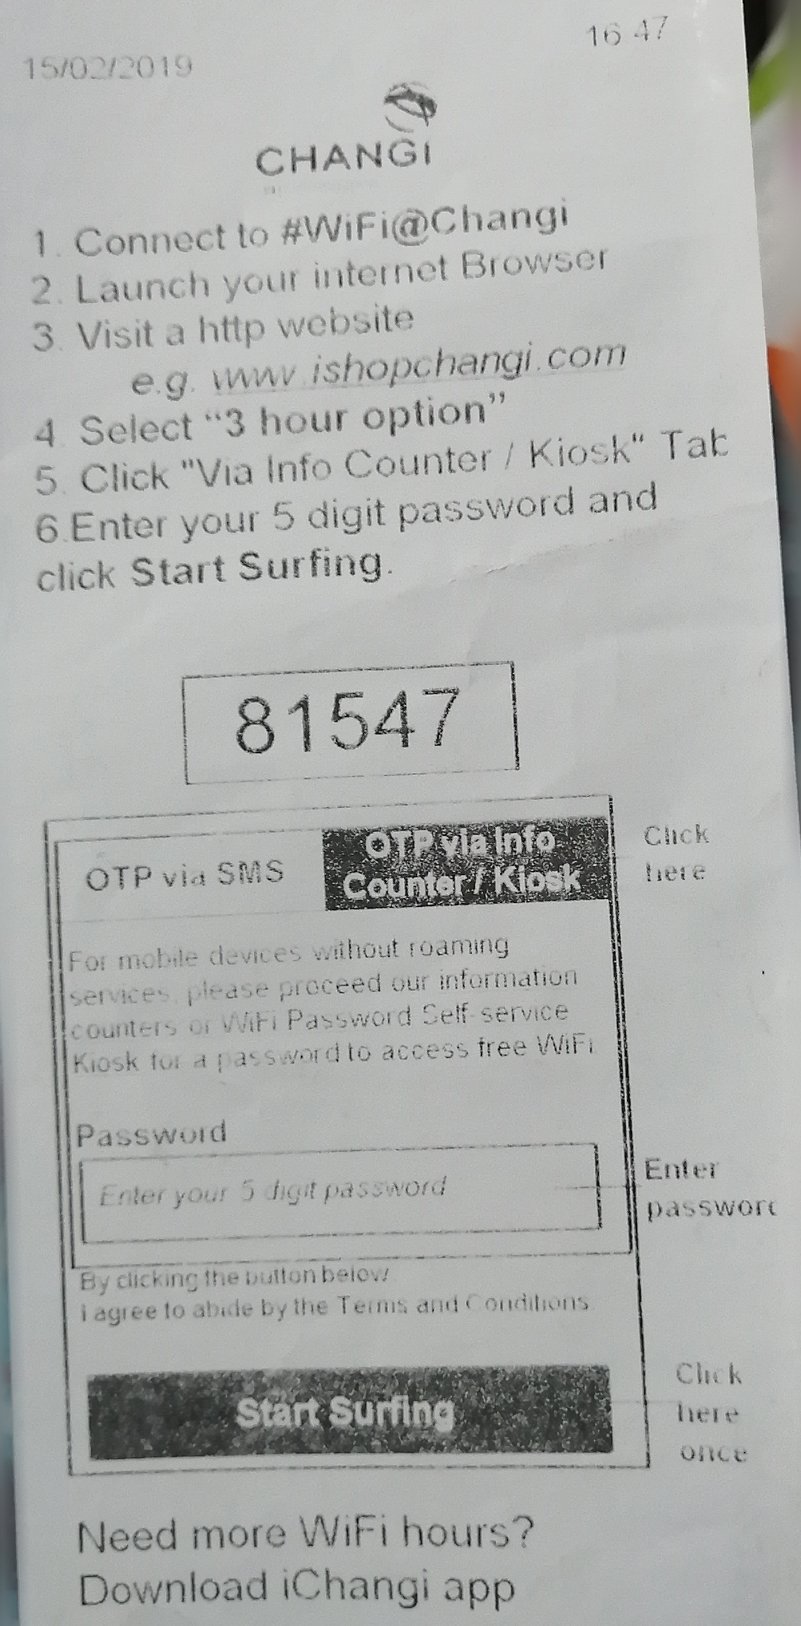 15/02/2019
16 47
CHANGI
1. Connect to #WiFi@Changi
2. Launch your internet Browser
3. Visit a http website
e.g. www.ishopchangi.com
4. Select “3 hour option”
5. Click "Via Info Counter / Kiosk" Tab
6.Enter your 5 digit password and
click Start Surfing.
81547
OTP via SMS
OTP via Info
Counter / Kiosk
Click
here
For mobile devices without roaming
services, please proceed our information
counters or WiFi Password Self-service
Kiosk for a password to access free WiFi
Password
Enter your 5 digit password
Enter
password
By clicking the button below
I agree to abide by the Terms and Conditions
Start Surfing
Click
here
once
Need more WiFi hours?
Download iChangi app